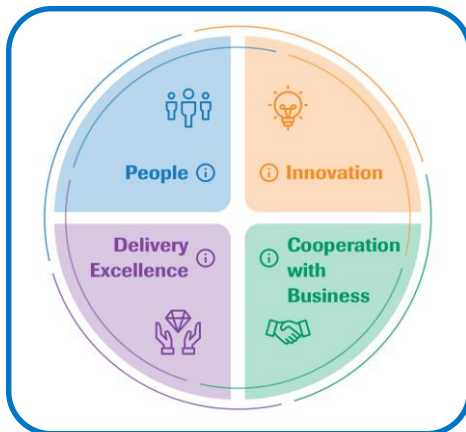 People
Innovation
Delivery
Excellence
Cooperation
with
Business